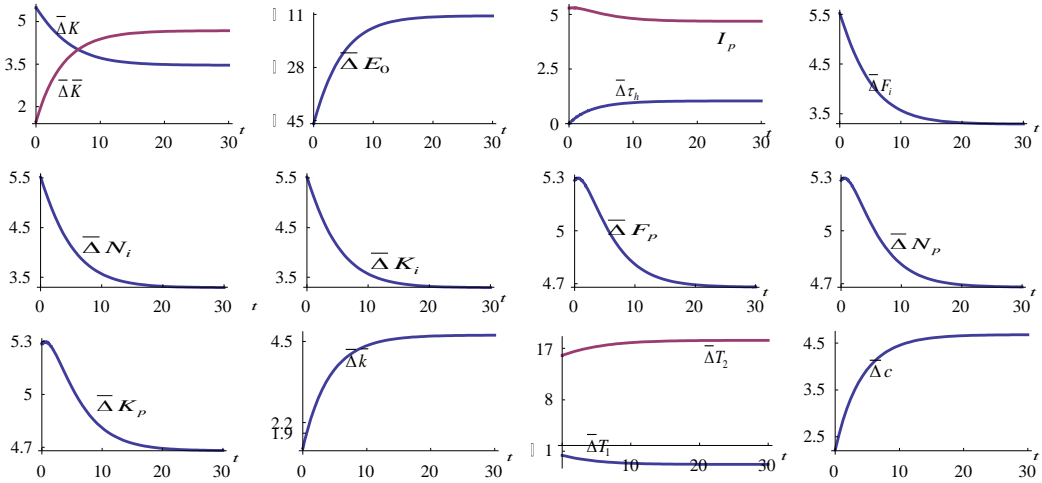 5 3.5 2 0 10 20 30 t Δ̅K Δ̅K̅
▯ 11 ▯ 28 ▯ 45 0 10 20 30 t Δ̅ E₀
5 2.5 0 0 10 20 30 t I_p Δ̅τ_h
5.5 4.5 3.5 0 10 20 30 t Δ̅F_i
5.5 4.5 3.5 0 10 20 30 t Δ̅ N_i
5.5 4.5 3.5 0 10 20 30 t Δ̅ K_i
5.3 5 4.7 0 10 20 30 t Δ̅ F_p
5.3 5 4.7 0 10 20 30 t Δ̅ N_p
5.3 5 4.7 0 10 20 30 t Δ̅ K_p
4.5 2.2 1.9 0 10 20 30 t Δ̅k
17 8 ▯ 1 10 20 30 t Δ̅T₂ Δ̅T₁
4.5 3.5 2.5 0 10 20 30 t Δ̅c